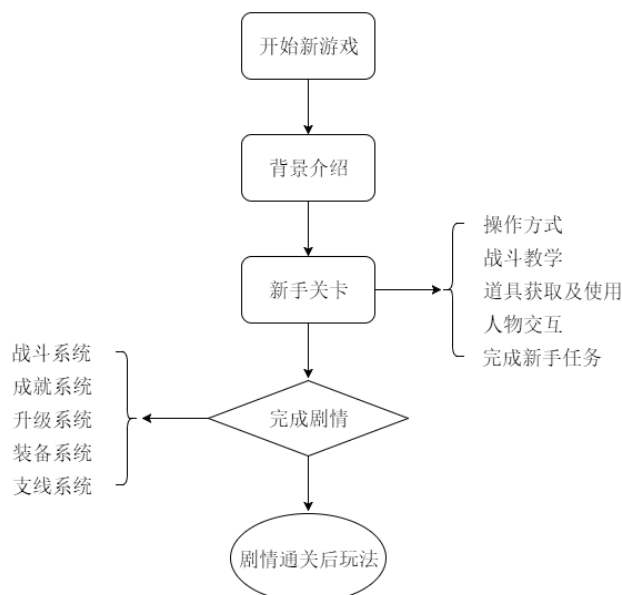 开始新游戏
背景介绍
新手关卡
操作方式
战斗教学
道具获取及使用
人物交互
完成新手任务
完成剧情
战斗系统
成就系统
升级系统
装备系统
支线系统
剧情通关后玩法